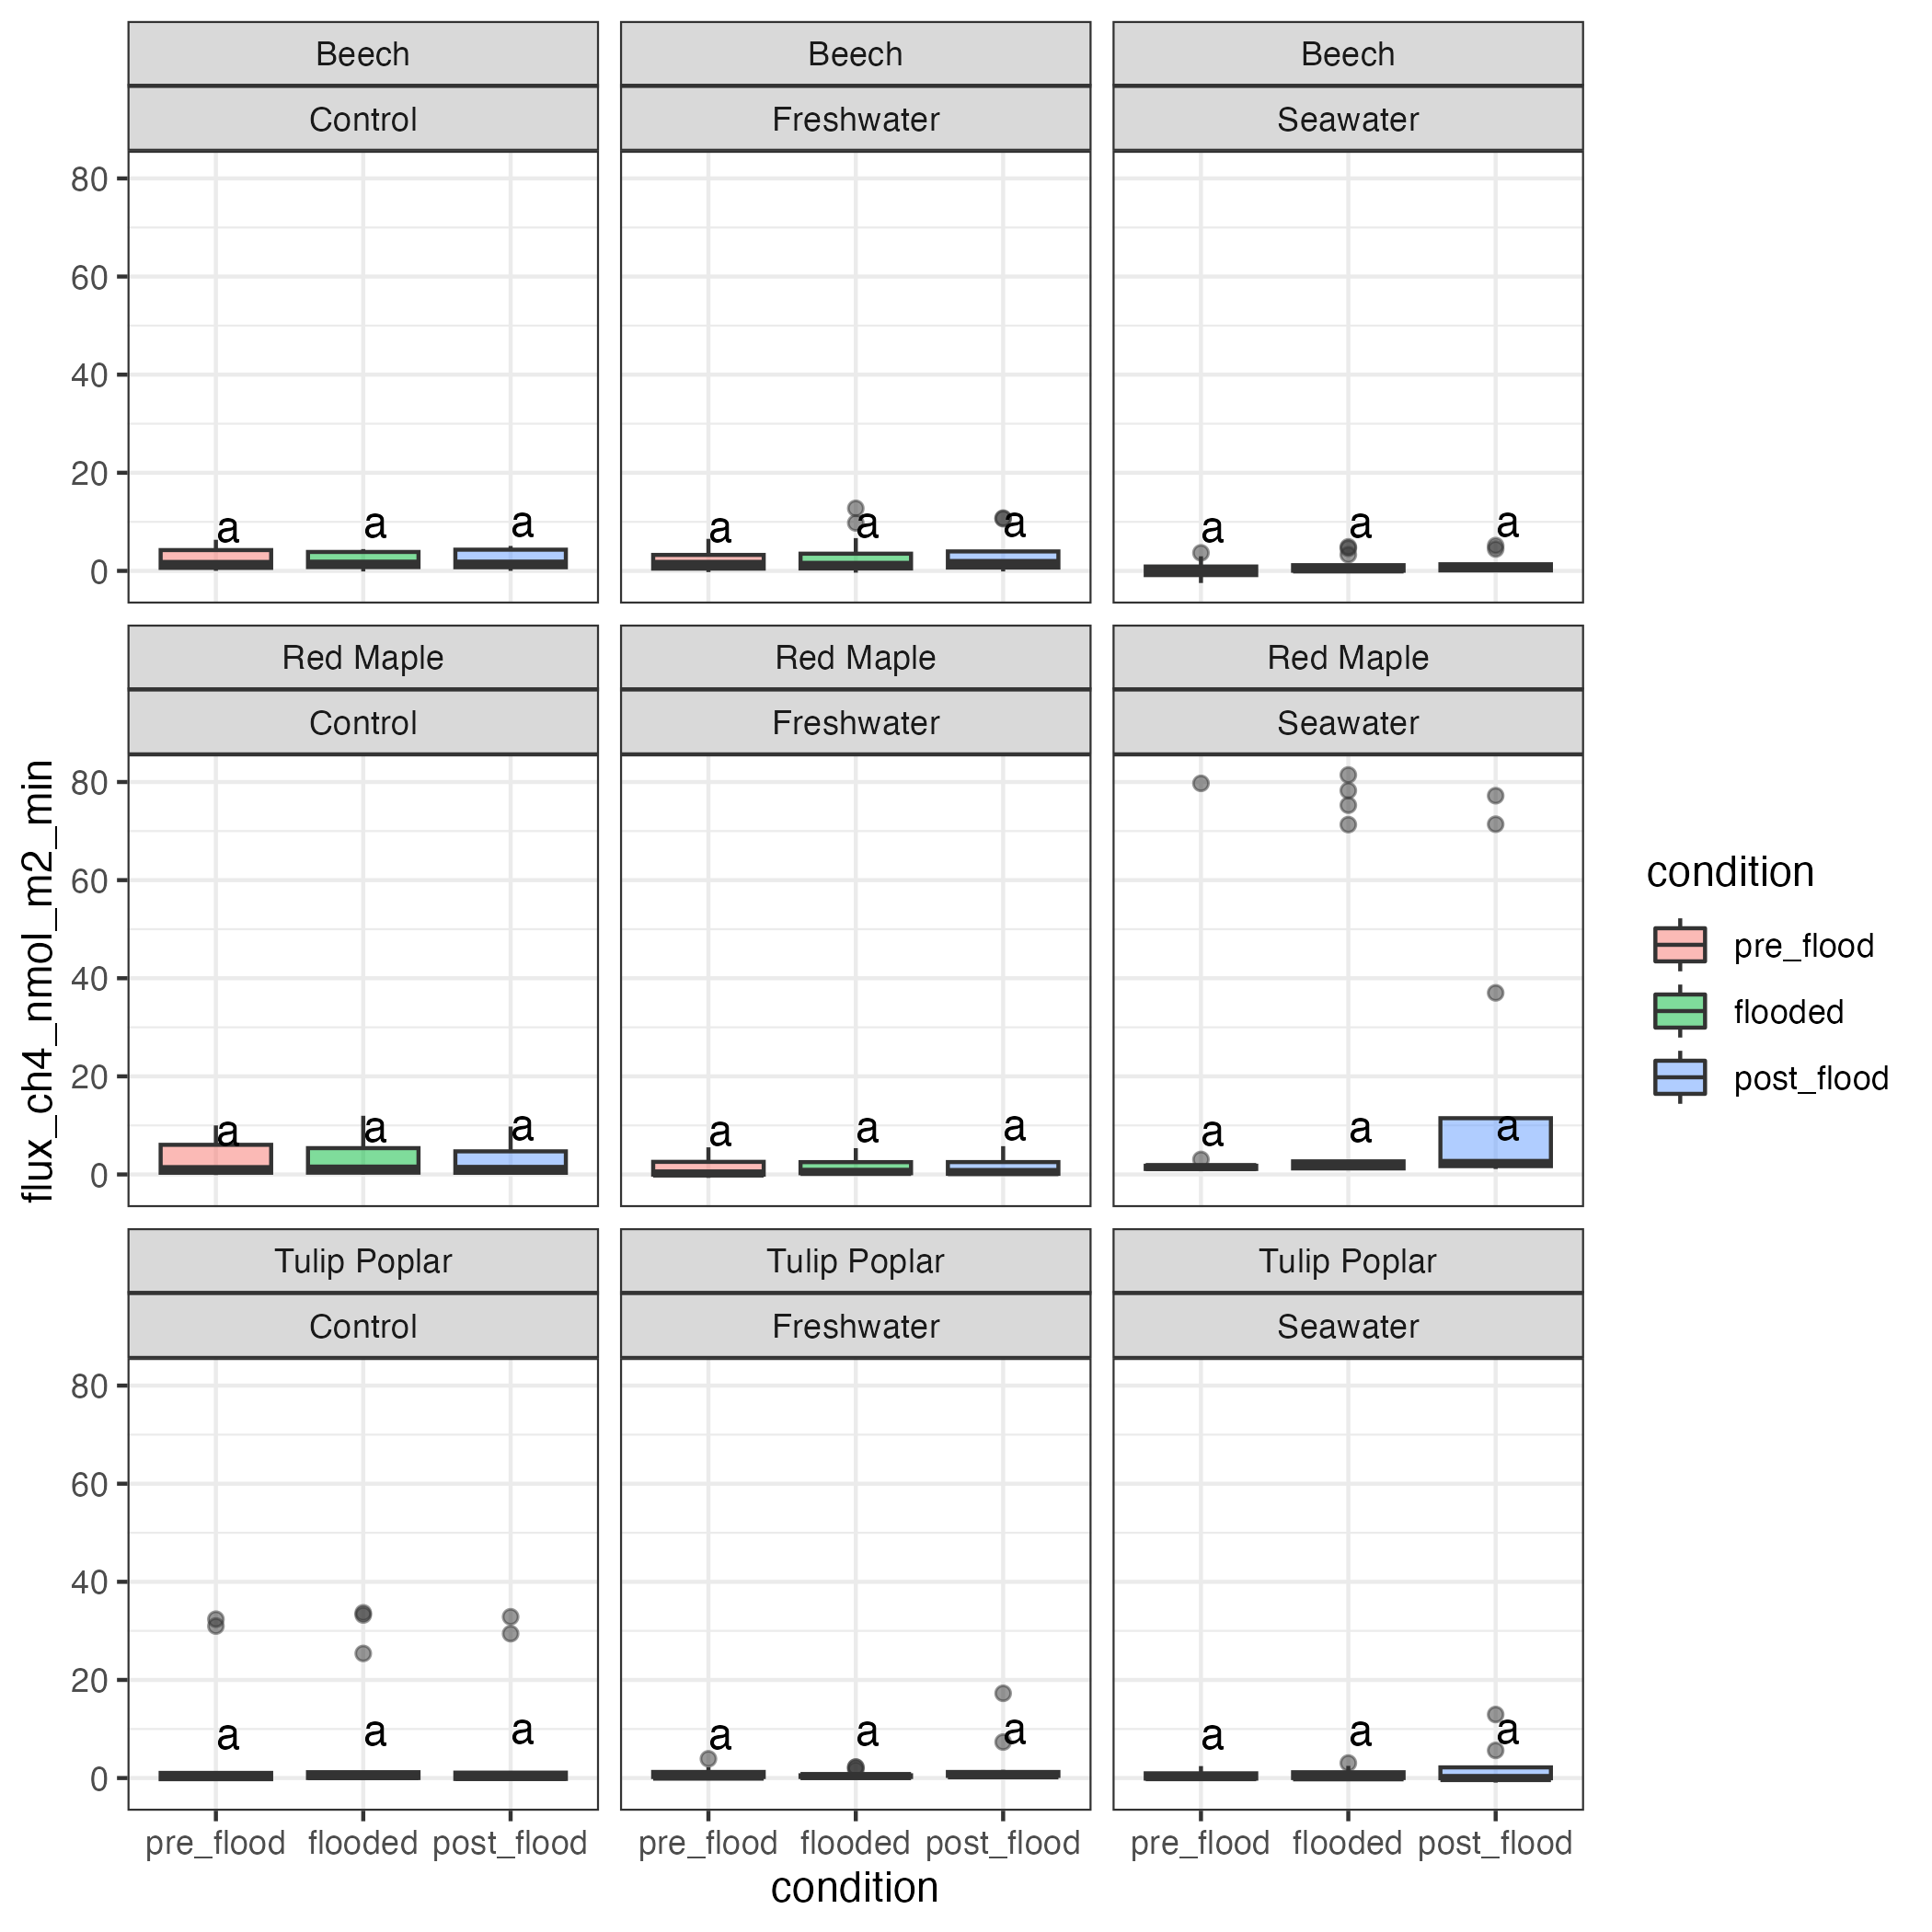 Beech Beech Beech
Control Freshwater Seawater
80
60
40
20
0
a a a a a a a a a
Red Maple Red Maple Red Maple
Control Freshwater Seawater
80
60
40
20
0
a a a a a a a a a
Tulip Poplar Tulip Poplar Tulip Poplar
Control Freshwater Seawater
80
60
40
20
0
a a a a a a a a a
pre_flood flooded post_flood pre_flood flooded post_flood pre_flood flooded post_flood
condition
flux_ch4_nmol_m2_min
condition
pre_flood
flooded
post_flood